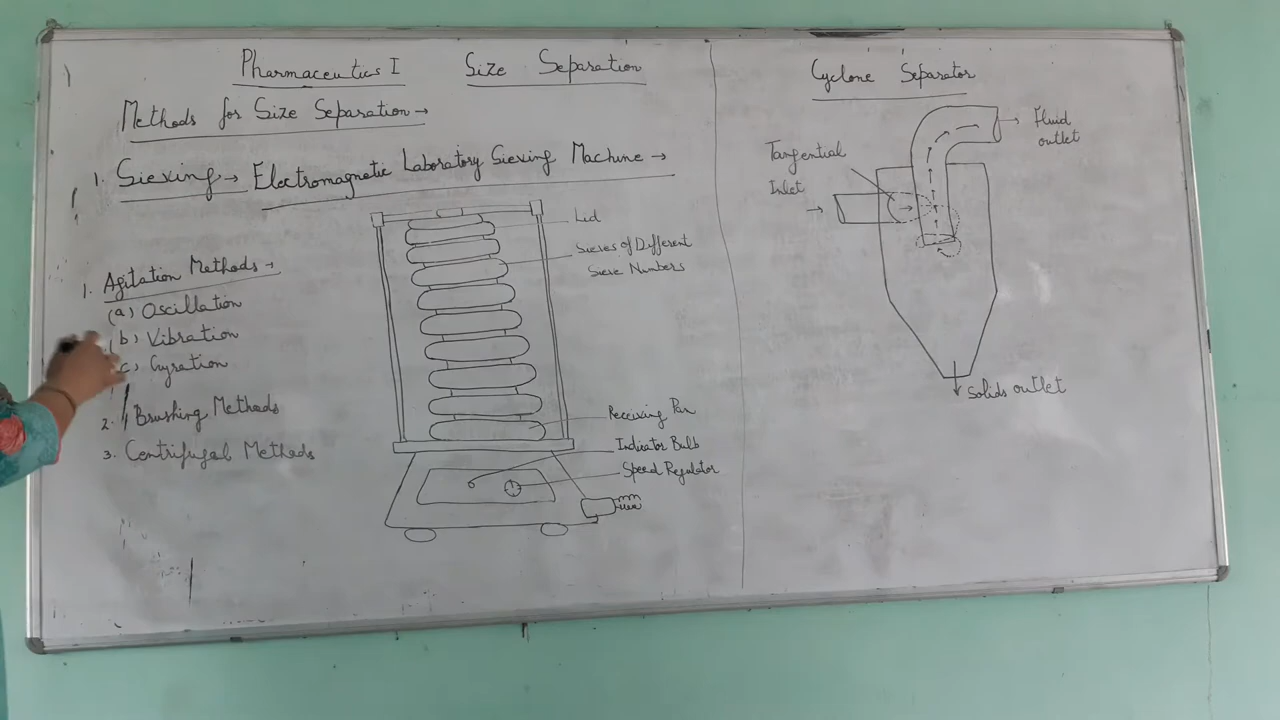 Pharmaceutics I Size Separation
Methods for Size Separation →
1. Sieving → Electromagnetic Laboratory Sieving Machine →
1. Agitation Methods →
(a) Oscillation
(b) Vibration
(c) Gyration
2. Brushing Methods
3. Centrifugal Methods
Lid
Sieves of Different
Sieve Numbers
Receiving Pan
Indicator Bulb
Speed Regulator
Cyclone Separator
Tangential
Inlet
→
→ Fluid
outlet
Solids outlet